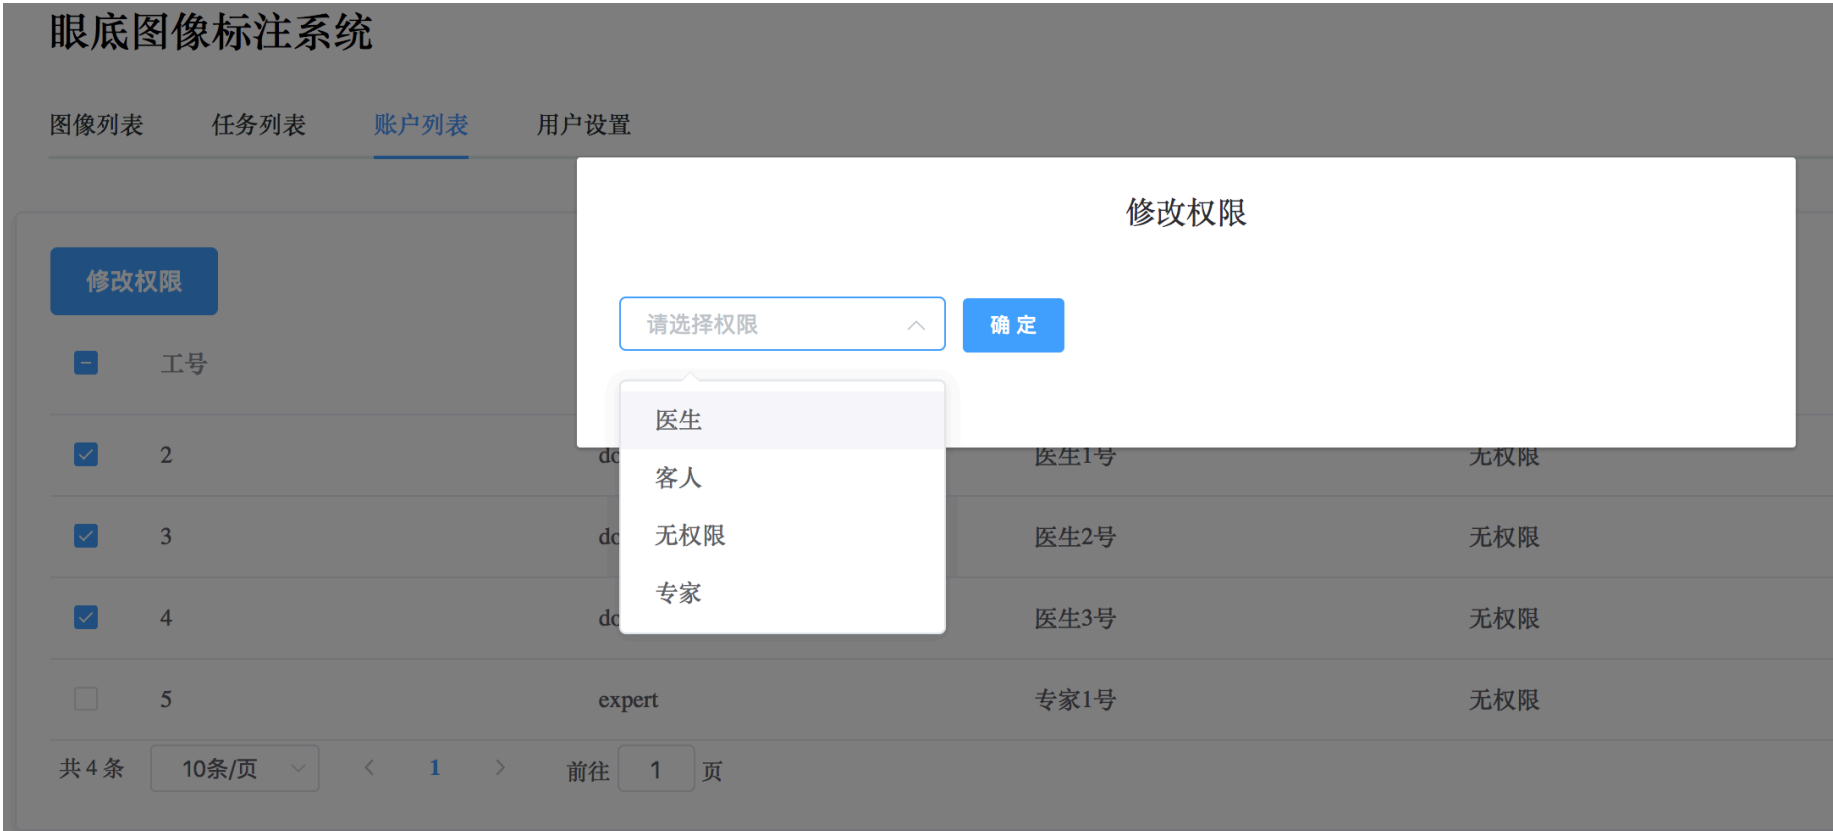 眼底图像标注系统
图像列表 任务列表 账户列表 用户设置
修改权限
修改权限
请选择权限 确 定
工号
医生
客人
无权限
专家
2 医生1号 无权限
3 医生2号 无权限
4 医生3号 无权限
5 expert 专家1号 无权限
共 4 条 10条/页 1 前往 1 页